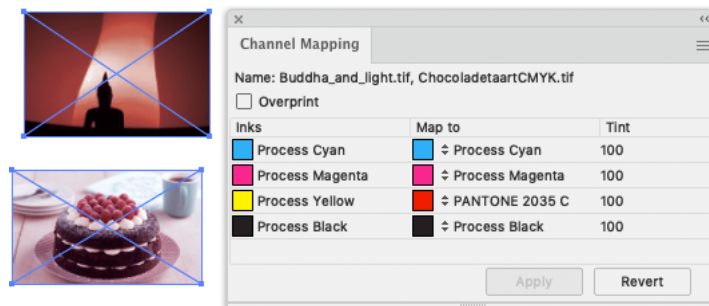 Channel Mapping
Name: Buddha_and_light.tif, ChocoladetaartCMYK.tif
Overprint
Inks Map to Tint
Process Cyan Process Cyan 100
Process Magenta Process Magenta 100
Process Yellow PANTONE 2035 C 100
Process Black Process Black 100
Apply Revert